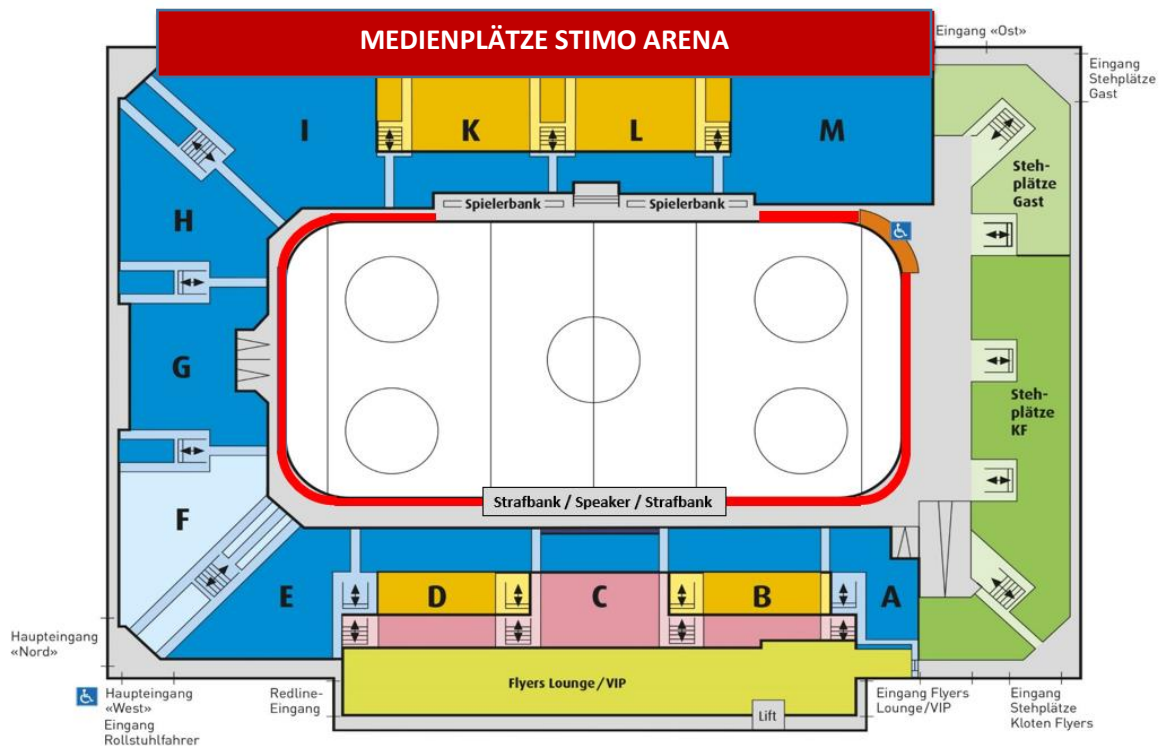 MEDIENPLÄTZE STIMO ARENA
Eingang «Ost»
Eingang
Stehplätze
Gast
I
K
L
M
Steh-
plätze
Gast
Spielerbank
Spielerbank
H
G
Steh-
plätze
KF
F
Strafbank / Speaker / Strafbank
E
D
C
B
A
Haupteingang
«Nord»
Flyers Lounge/VIP
Haupteingang
«West»
Eingang
Rollstuhlfahrer
Redline-
Eingang
Lift
Eingang Flyers
Lounge/VIP
Eingang
Stehplätze
Kloten Flyers